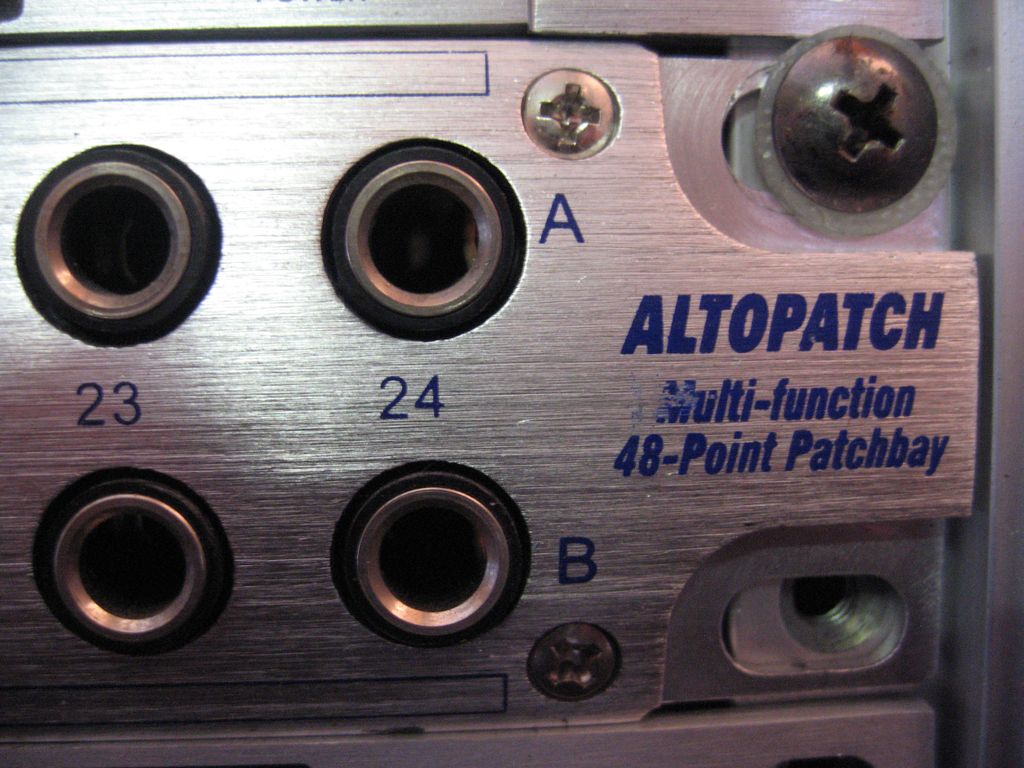 A
ALTOPATCH
23
24
Multi-function
48-Point Patchbay
B